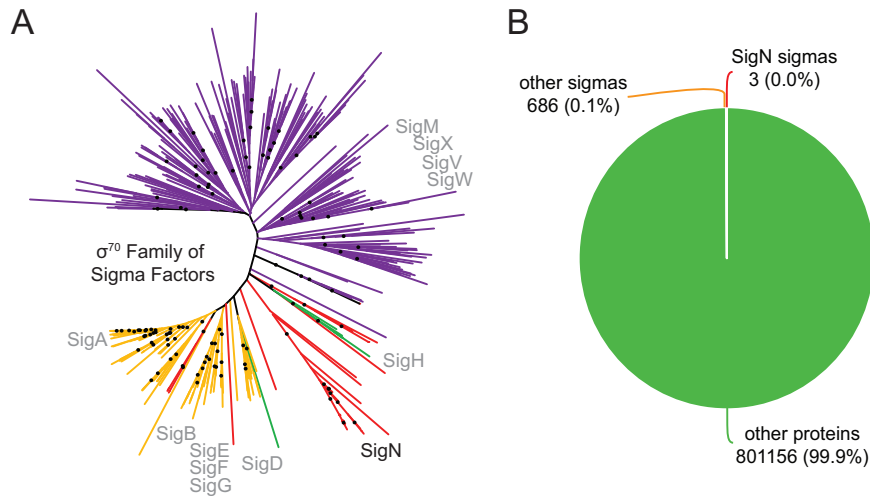 A
SigM
SigX
SigV
SigW
σ⁷⁰ Family of
Sigma Factors
SigA
SigH
SigB
SigE
SigF
SigG
SigD
SigN
B
SigN sigmas
3 (0.0%)
other sigmas
686 (0.1%)
other proteins
801156 (99.9%)